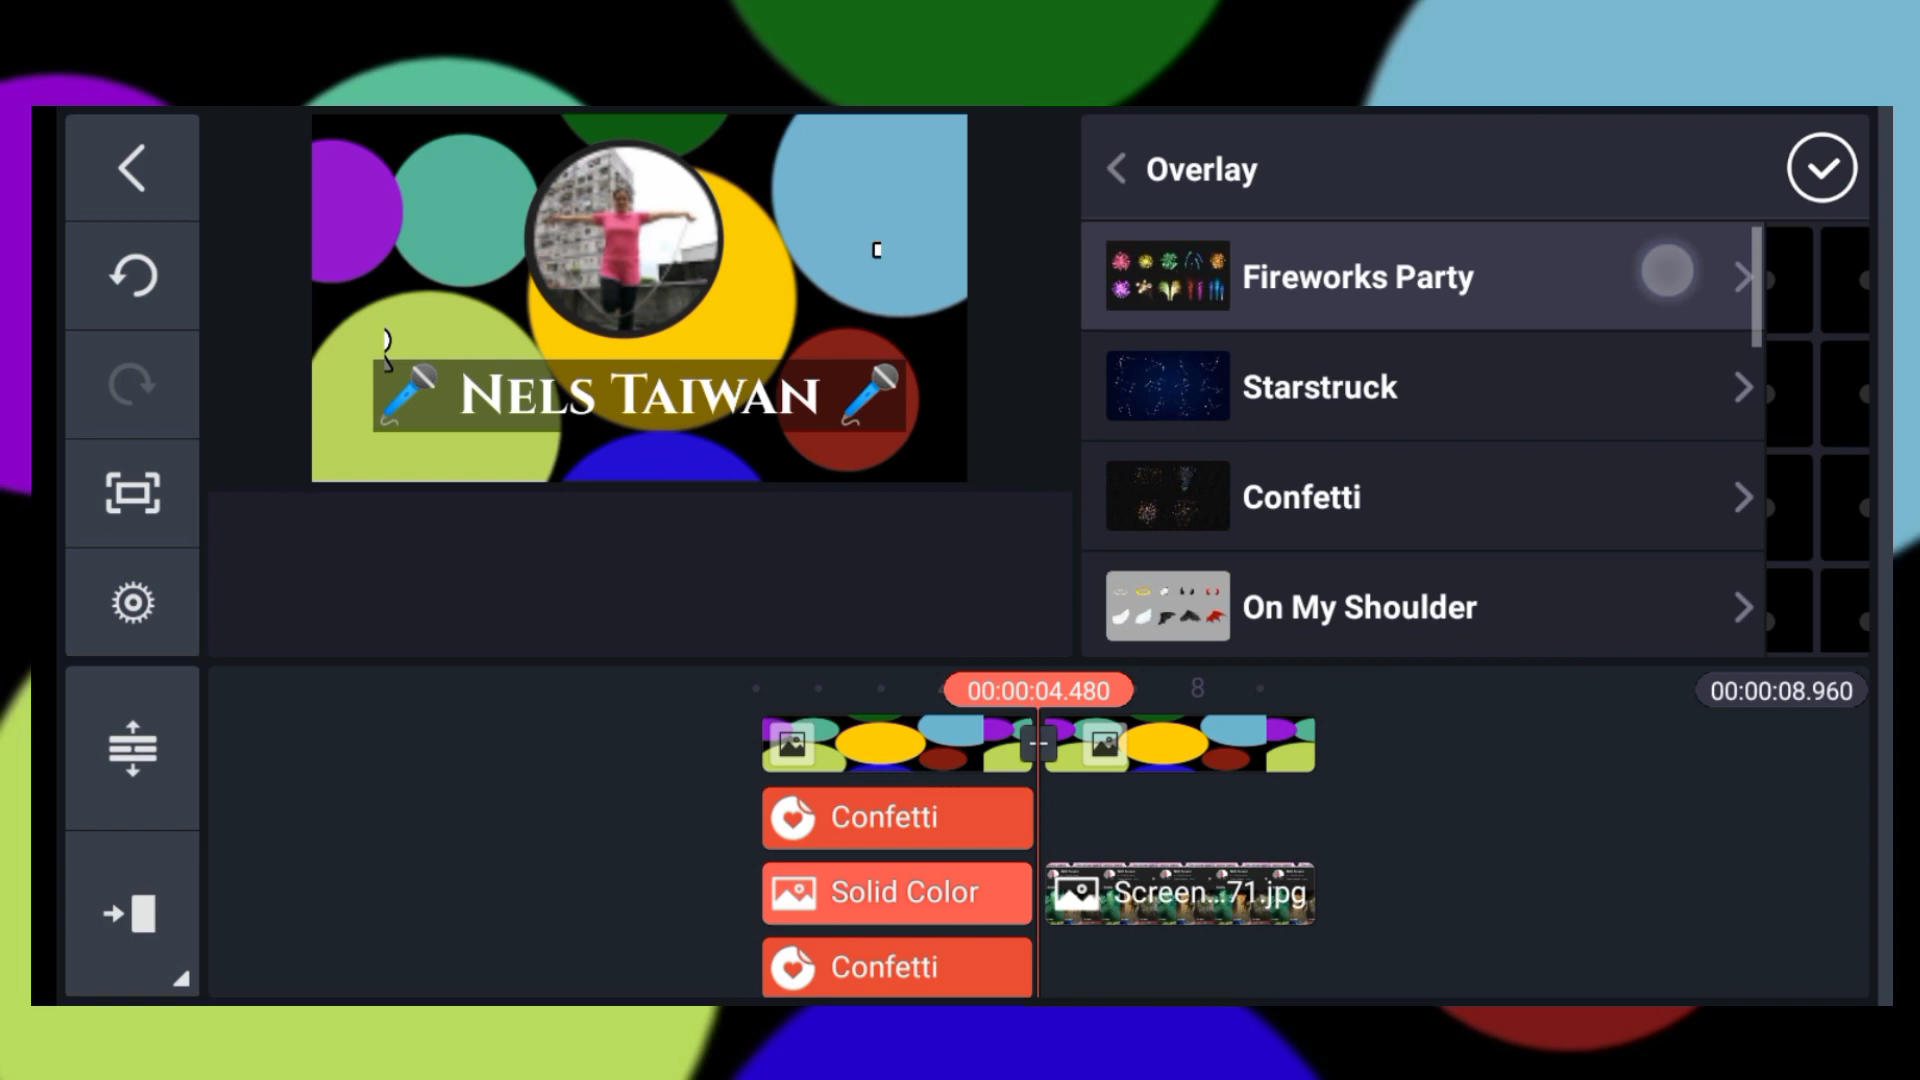 Overlay
NELS TAIWAN
Fireworks Party
Starstruck
Confetti
On My Shoulder
00:00:04.480
8
00:00:08.960
Confetti
Solid Color
Screen...71.jpg
Confetti